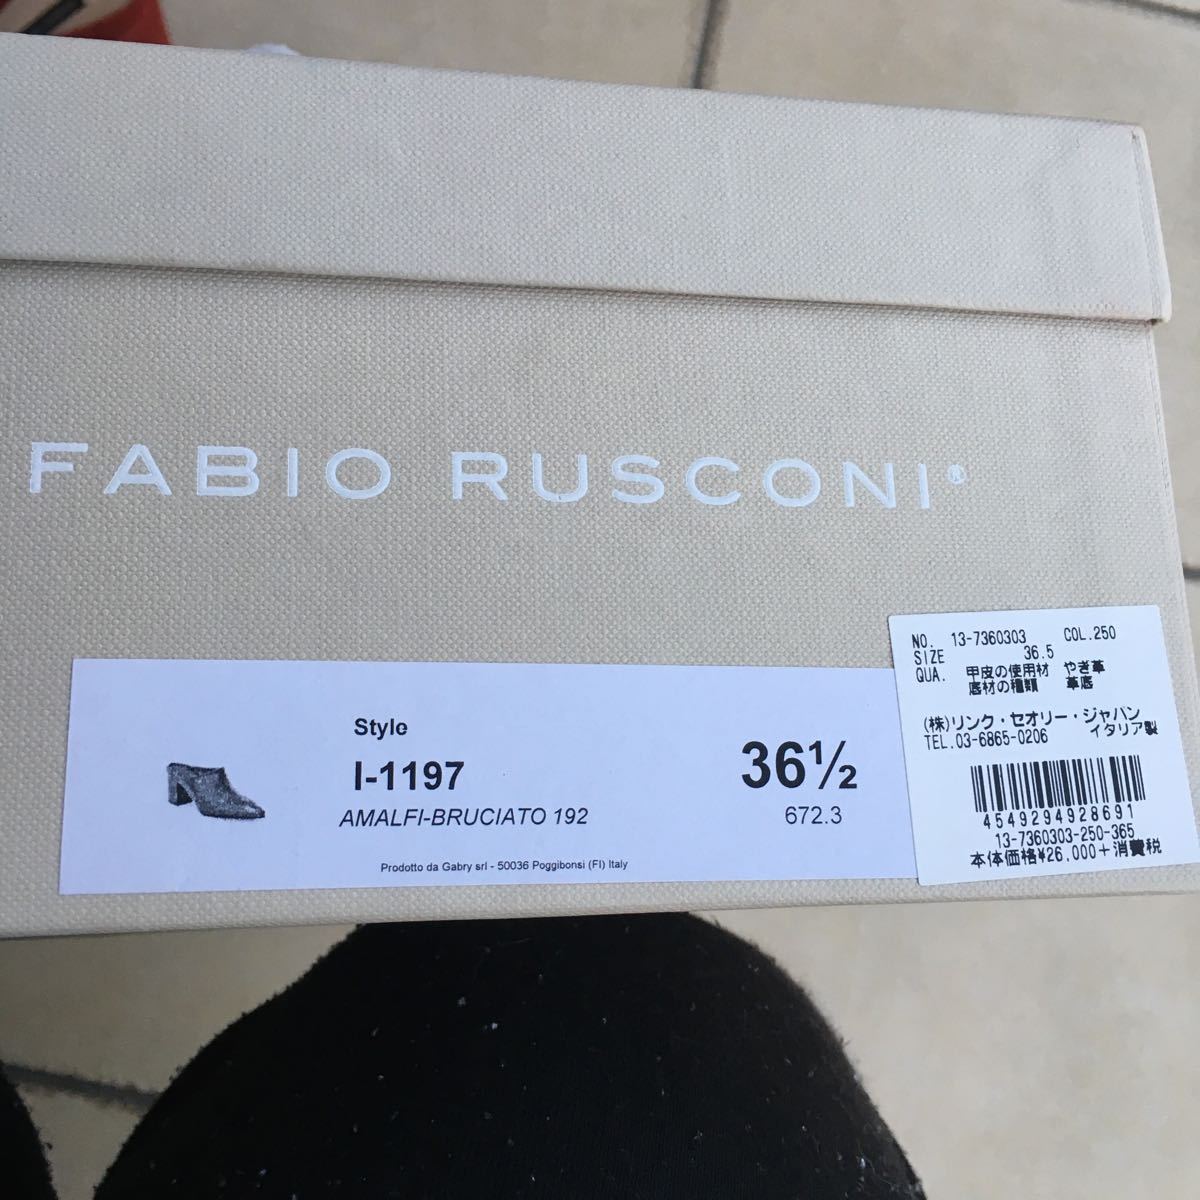 FABIO RUSCONI®
Style
I-1197
AMALFI-BRUCIATO 192
36½
672.3
Prodotto da Gabry srl - 50036 Poggibonsi (FI) Italy
NO. 13-7360303 COL.250
SIZE 36.5
QUA. 甲皮の使用材 やぎ革
底材の種類 革底
(株)リンク・セオリー・ジャパン
TEL.03-6865-0206 イタリア製
4549294928691
13-7360303-250-365
本体価格¥26,000+消費税